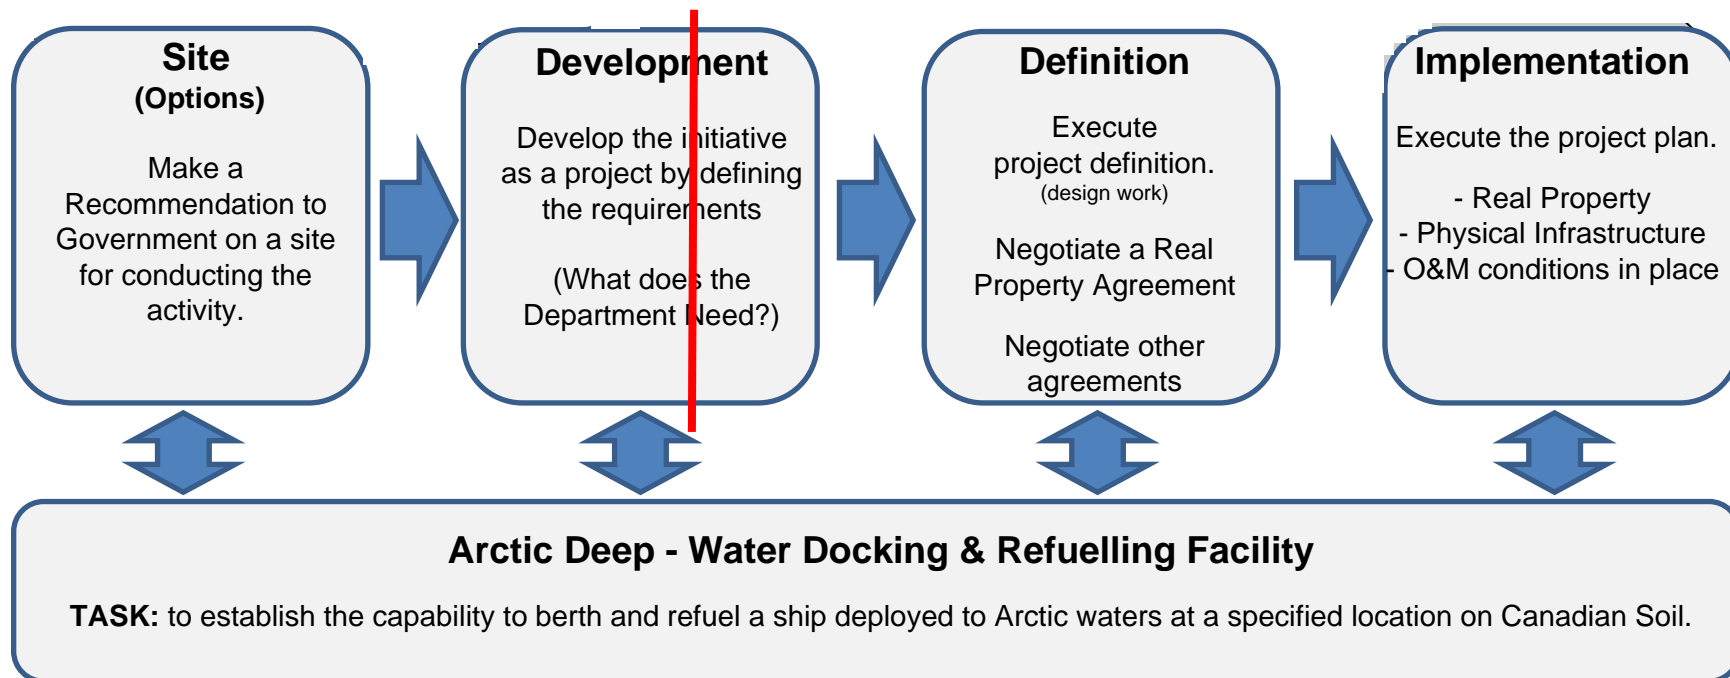 Site
(Options)
Make a
Recommendation to
Government on a site
for conducting the
activity.
Development
Develop the initiative
as a project by defining
the requirements
(What does the
Department Need?)
Definition
Execute
project definition.
(design work)
Negotiate a Real
Property Agreement
Negotiate other
agreements
Implementation
Execute the project plan.
- Real Property
- Physical Infrastructure
- O&M conditions in place
Arctic Deep - Water Docking & Refuelling Facility
TASK: to establish the capability to berth and refuel a ship deployed to Arctic waters at a specified location on Canadian Soil.